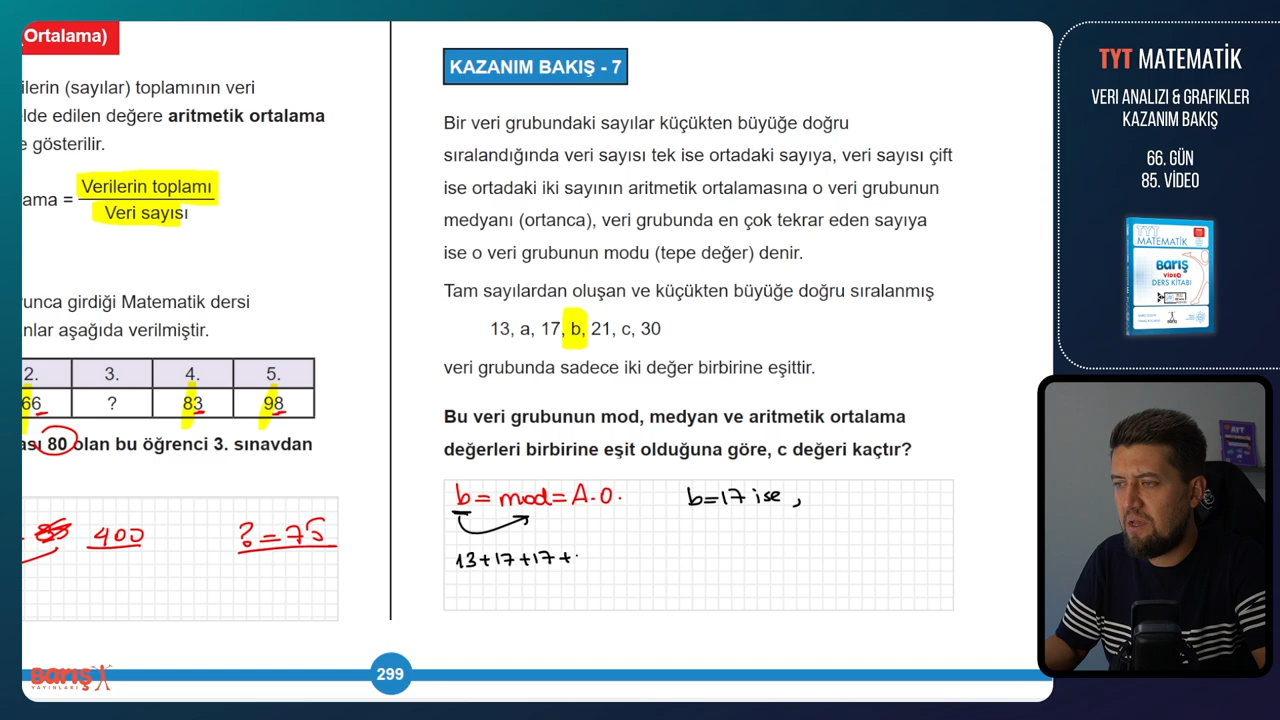 (Ortalama)
ilerin (sayılar) toplamının veri
lde edilen değere aritmetik ortalama
e gösterilir.
ama = Verilerin toplamı
Veri sayısı
unca girdiği Matematik dersi
nlar aşağıda verilmiştir.
2. 3. 4. 5.
66 ? 83 98
ası 80 olan bu öğrenci 3. sınavdan
400 ? = 75
KAZANIM BAKIŞ - 7
Bir veri grubundaki sayılar küçükten büyüğe doğru
sıralandığında veri sayısı tek ise ortadaki sayıya, veri sayısı çift
ise ortadaki iki sayının aritmetik ortalamasına o veri grubunun
medyanı (ortanca), veri grubunda en çok tekrar eden sayıya
ise o veri grubunun modu (tepe değer) denir.
Tam sayılardan oluşan ve küçükten büyüğe doğru sıralanmış
13, a, 17, b, 21, c, 30
veri grubunda sadece iki değer birbirine eşittir.
Bu veri grubunun mod, medyan ve aritmetik ortalama
değerleri birbirine eşit olduğuna göre, c değeri kaçtır?
b = mod = A.O. b=17 ise ,
13+17+17+
BARIŞ
YAYINLARI
299
TYT MATEMATİK
VERI ANALIZI & GRAFIKLER
KAZANIM BAKIŞ
66. GÜN
85. VİDEO
TYT
MATEMATİK
BARIŞ
VİDEO
DERS KİTABI